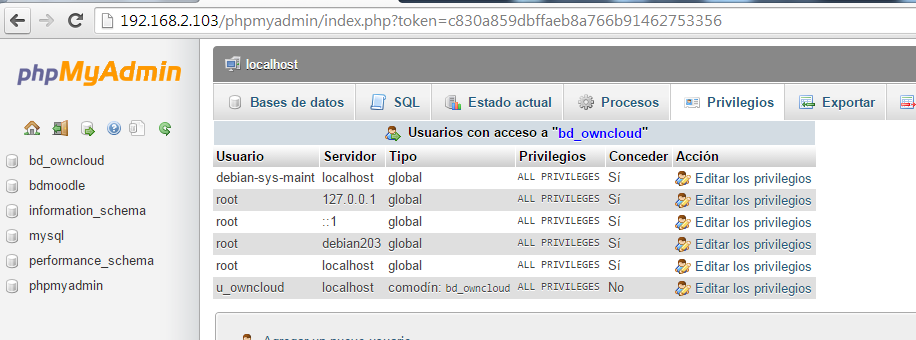 192.168.2.103/phpmyadmin/index.php?token=c830a859dbffaeb8a766b91462753356
phpMyAdmin
bd_owncloud
bdmoodle
information_schema
mysql
performance_schema
phpmyadmin
localhost
Bases de datos SQL Estado actual Procesos Privilegios Exportar
Usuarios con acceso a "bd_owncloud"
Usuario Servidor Tipo Privilegios Conceder Acción
debian-sys-maint localhost global ALL PRIVILEGES Sí Editar los privilegios
root 127.0.0.1 global ALL PRIVILEGES Sí Editar los privilegios
root ::1 global ALL PRIVILEGES Sí Editar los privilegios
root debian203 global ALL PRIVILEGES Sí Editar los privilegios
root localhost global ALL PRIVILEGES Sí Editar los privilegios
u_owncloud localhost comodín: bd_owncloud ALL PRIVILEGES No Editar los privilegios
Agregar un nuevo usuario